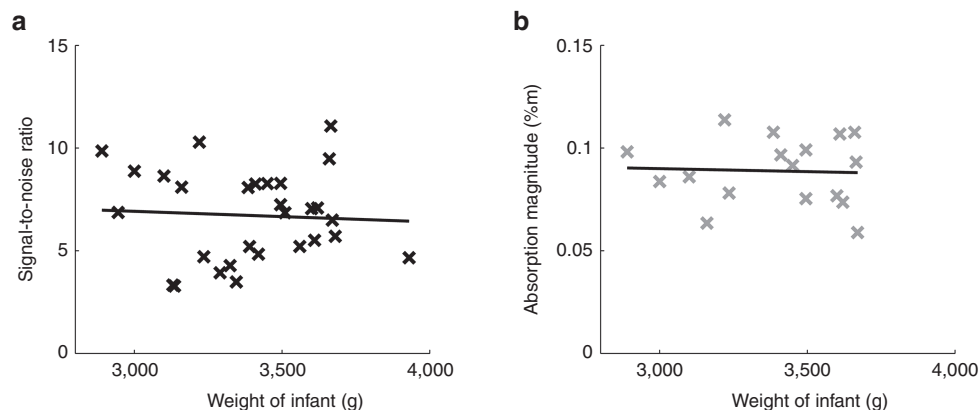 a
15
10
5
0
Signal-to-noise ratio
3,000 3,500 4,000
Weight of infant (g)
b
0.15
0.1
0.05
0
Absorption magnitude (%m)
3,000 3,500 4,000
Weight of infant (g)